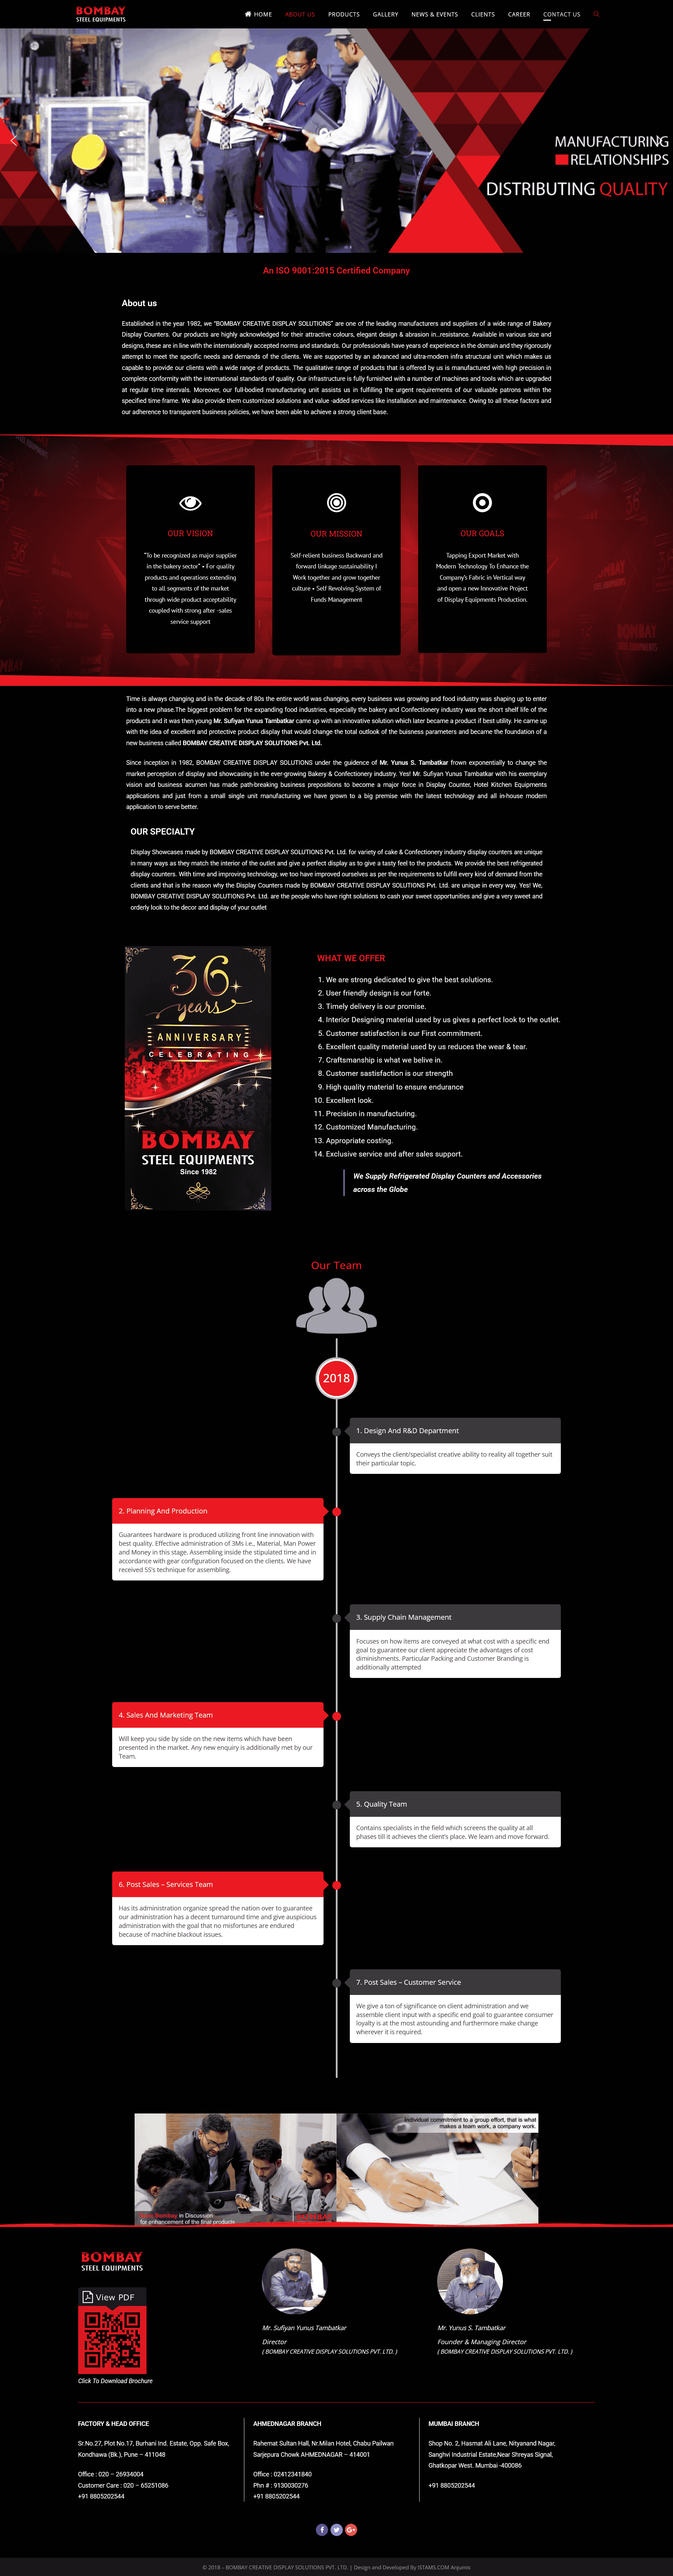 BOMBAY
STEEL EQUIPMENTS
HOME ABOUT US PRODUCTS GALLERY NEWS & EVENTS CLIENTS CAREER CONTACT US
MANUFACTURING
RELATIONSHIPS
DISTRIBUTING QUALITY
An ISO 9001:2015 Certified Company
About us
Established in the year 1982, we “BOMBAY CREATIVE DISPLAY SOLUTIONS” are one of the leading manufacturers and suppliers of a wide range of Bakery
Display Counters. Our products are highly acknowledged for their attractive colours, elegant design & abrasion in…resistance. Available in various size and
designs, these are in line with the internationally accepted norms and standards. Our professionals have years of experience in the domain and they rigorously
attempt to meet the specific needs and demands of the clients. We are supported by an advanced and ultra-modern infra structural unit which makes us
capable to provide our clients with a wide range of products. The qualitative range of products that is offered by us is manufactured with high precision in
complete conformity with the international standards of quality. Our infrastructure is fully furnished with a number of machines and tools which are upgraded
at regular time intervals. Moreover, our full-bodied manufacturing unit assists us in fulfilling the urgent requirements of our valuable patrons within the
specified time frame. We also provide them customized solutions and value -added services like installation and maintenance. Owing to all these factors and
our adherence to transparent business policies, we have been able to achieve a strong client base.
OUR VISION
“To be recognized as major supplier
in the bakery sector” • For quality
products and operations extending
to all segments of the market
through wide product acceptability
coupled with strong after -sales
service support
OUR MISSION
Self-relient business Backward and
forward linkage sustainability I
Work together and grow together
culture • Self Revolving System of
Funds Management
OUR GOALS
Tapping Export Market with
Modern Technology To Enhance the
Company’s Fabric in Vertical way
and open a new Innovative Project
of Display Equipments Production.
Time is always changing and in the decade of 80s the entire world was changing, every business was growing and food industry was shaping up to enter
into a new phase.The biggest problem for the expanding food industries, especially the bakery and Confectionery industry was the short shelf life of the
products and it was then young Mr. Sufiyan Yunus Tambatkar came up with an innovative solution which later became a product if best utility. He came up
with the idea of excellent and protective product display that would change the total outlook of the business parameters and became the foundation of a
new business called BOMBAY CREATIVE DISPLAY SOLUTIONS Pvt. Ltd.
Since inception in 1982, BOMBAY CREATIVE DISPLAY SOLUTIONS under the guidence of Mr. Yunus S. Tambatkar frown exponentially to change the
market perception of display and showcasing in the ever-growing Bakery & Confectionery industry. Yes! Mr. Sufiyan Yunus Tambatkar with his exemplary
vision and business acumen has made path-breaking business prepositions to become a major force in Display Counter, Hotel Kitchen Equipments
applications and just from a small single unit manufacturing we have grown to a big premise with the latest technology and all in-house modern
application to serve better.
OUR SPECIALTY
Display Showcases made by BOMBAY CREATIVE DISPLAY SOLUTIONS Pvt. Ltd. for variety of cake & Confectionery industry display counters are unique
in many ways as they match the interior of the outlet and give a perfect display as to give a tasty feel to the products. We provide the best refrigerated
display counters. With time and improving technology, we too have improved ourselves as per the requirements to fulfill every kind of demand from the
clients and that is the reason why the Display Counters made by BOMBAY CREATIVE DISPLAY SOLUTIONS Pvt. Ltd. are unique in every way. Yes! We,
BOMBAY CREATIVE DISPLAY SOLUTIONS Pvt. Ltd. are the people who have right solutions to cash your sweet opportunities and give a very sweet and
orderly look to the decor and display of your outlet
36
years
ANNIVERSARY
CELEBRATING
BOMBAY
STEEL EQUIPMENTS
Since 1982
WHAT WE OFFER
1. We are strong dedicated to give the best solutions.
2. User friendly design is our forte.
3. Timely delivery is our promise.
4. Interior Designing material used by us gives a perfect look to the outlet.
5. Customer satisfaction is our First commitment.
6. Excellent quality material used by us reduces the wear & tear.
7. Craftsmanship is what we belive in.
8. Customer sastisfaction is our strength
9. High quality material to ensure endurance
10. Excellent look.
11. Precision in manufacturing.
12. Customized Manufacturing.
13. Appropriate costing.
14. Exclusive service and after sales support.
We Supply Refrigerated Display Counters and Accessories
across the Globe
Our Team
2018
1. Design And R&D Department
Conveys the client/specialist creative ability to reality all together suit
their particular topic.
2. Planning And Production
Guarantees hardware is produced utilizing front line innovation with
best quality. Effective administration of 3Ms i.e., Material, Man Power
and Money in this stage. Assembling inside the stipulated time and in
accordance with gear configuration focused on the clients. We have
received 5S’s technique for assembling.
3. Supply Chain Management
Focuses on how items are conveyed at what cost with a specific end
goal to guarantee our client appreciate the advantages of cost
diminishments. Particular Packing and Customer Branding is
additionally attempted
4. Sales And Marketing Team
Will keep you side by side on the new items which have been
presented in the market. Any new enquiry is additionally met by our
Team.
5. Quality Team
Contains specialists in the field which screens the quality at all
phases till it achieves the client’s place. We learn and move forward.
6. Post Sales – Services Team
Has its administration organize spread the nation over to guarantee
our administration has a decent turnaround time and give auspicious
administration with the goal that no misfortunes are endured
because of machine blackout issues.
7. Post Sales – Customer Service
We give a ton of significance on client administration and we
assemble client input with a specific end goal to guarantee consumer
loyalty is at the most astounding and furthermore make change
wherever it is required.
Individual commitment to a group effort, that is what
makes a team work, a company work.
Bombay in Discussion
for enhancement of the final products
BOMBAY
STEEL EQUIPMENTS
View PDF
Click To Download Brochure
Mr. Sufiyan Yunus Tambatkar
Director
( BOMBAY CREATIVE DISPLAY SOLUTIONS PVT. LTD. )
Mr. Yunus S. Tambatkar
Founder & Managing Director
( BOMBAY CREATIVE DISPLAY SOLUTIONS PVT. LTD. )
FACTORY & HEAD OFFICE
Sr.No.27, Plot No.17, Burhani Ind. Estate, Opp. Safe Box,
Kondhawa (Bk.), Pune – 411048
Office : 020 – 26934004
Customer Care : 020 – 65251086
+91 8805202544
AHMEDNAGAR BRANCH
Rahemat Sultan Hall, Nr.Milan Hotel, Chabu Pailwan
Sarjepura Chowk AHMEDNAGAR – 414001
Office : 02412341840
Phn # : 9130030276
+91 8805202544
MUMBAI BRANCH
Shop No. 2, Hasmat Ali Lane, Nityanand Nagar,
Sanghvi Industrial Estate,Near Shreyas Signal,
Ghatkopar West. Mumbai -400086
+91 8805202544
© 2018 – BOMBAY CREATIVE DISPLAY SOLUTIONS PVT. LTD. | Design and Developed By ISTAMS.COM Anjumis